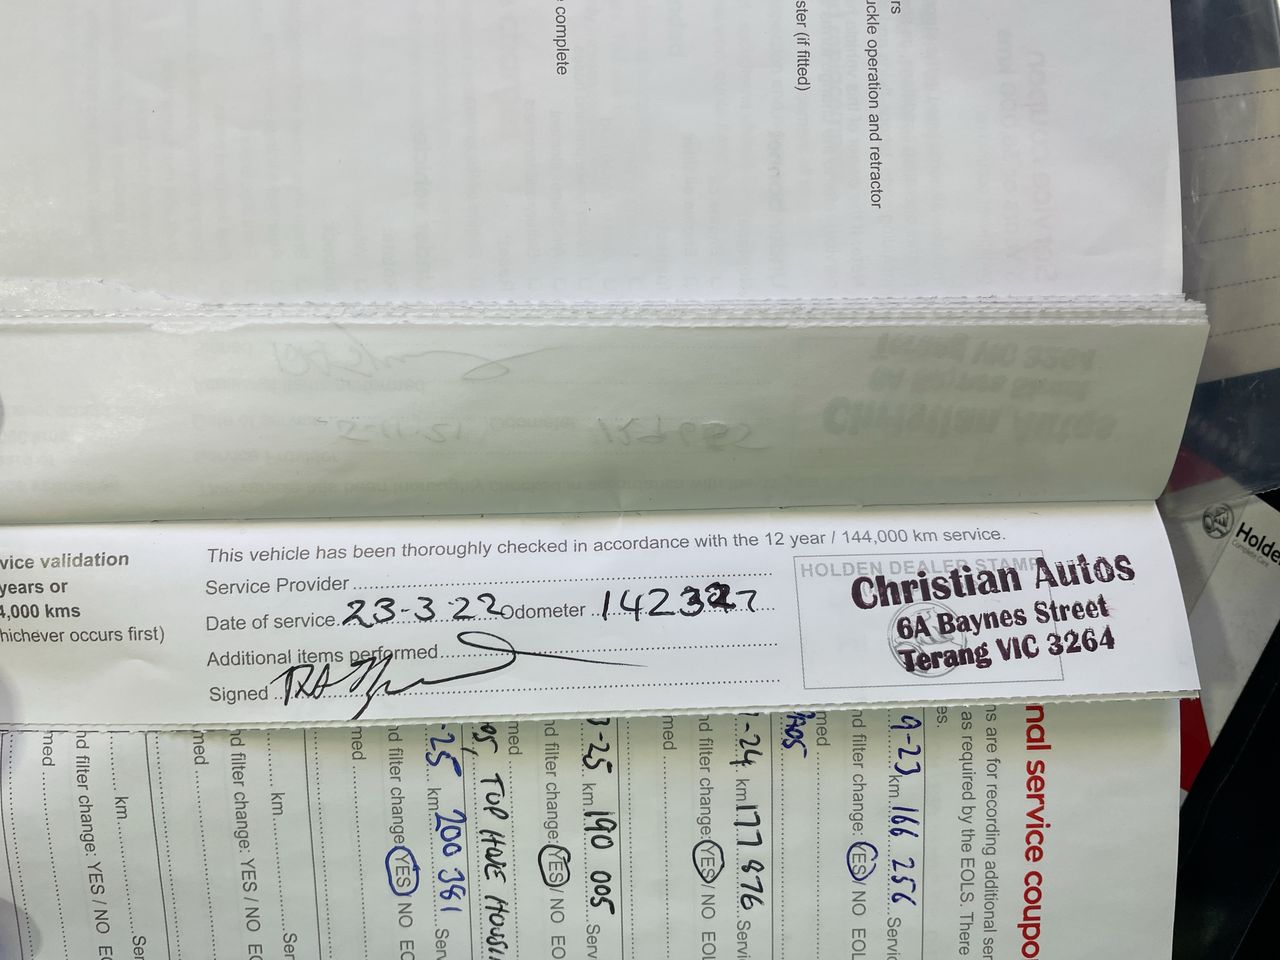 rs
uckle operation and retractor
ster (if fitted)
complete
Holde
vice validation
years or
4,000 kms
hichever occurs first)
This vehicle has been thoroughly checked in accordance with the 12 year / 144,000 km service.
Service Provider
Date of service 23-3-22 Odometer
Additional items performed
Signed
HOLDEN DEALER STAMP
Christian Autos
6A Baynes Street
Terang VIC 3264
nal service coupo
ns are for recording additional ser
as required by the EOLS. There
es.
9-23 km 166 256 Servi
nd filter change: YES / NO EOL
med
-24 km 177 876 Servi
nd filter change: YES / NO EOL
med
3-25 km 190 005 Serv
nd filter change: YES / NO EO
med
TOP
-25 km 200 381 Serv
nd filter change: YES / NO EO
med
km Ser
nd filter change: YES / NO EO
med
km Ser
nd filter change: YES / NO EO
med